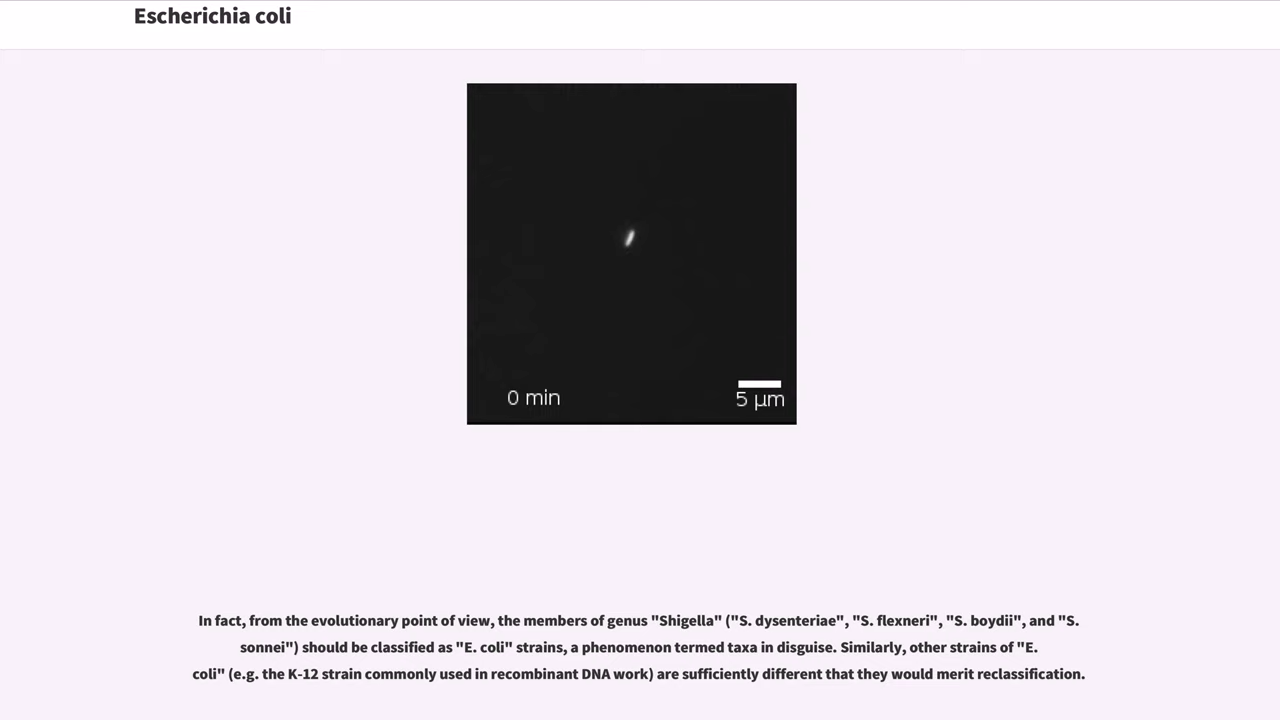 Escherichia coli
0 min
5 μm
In fact, from the evolutionary point of view, the members of genus "Shigella" ("S. dysenteriae", "S. flexneri", "S. boydii", and "S.
sonnei") should be classified as "E. coli" strains, a phenomenon termed taxa in disguise. Similarly, other strains of "E.
coli" (e.g. the K-12 strain commonly used in recombinant DNA work) are sufficiently different that they would merit reclassification.